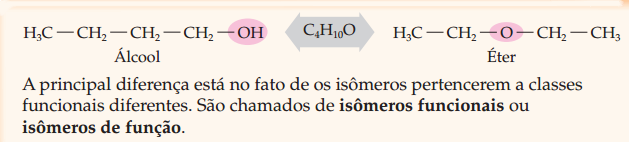 H₃C — CH₂ — CH₂ — CH₂ — OH C₄H₁₀O H₃C — CH₂ — O — CH₂ — CH₃
Álcool Éter
A principal diferença está no fato de os isômeros pertencerem a classes
funcionais diferentes. São chamados de isômeros funcionais ou
isômeros de função.